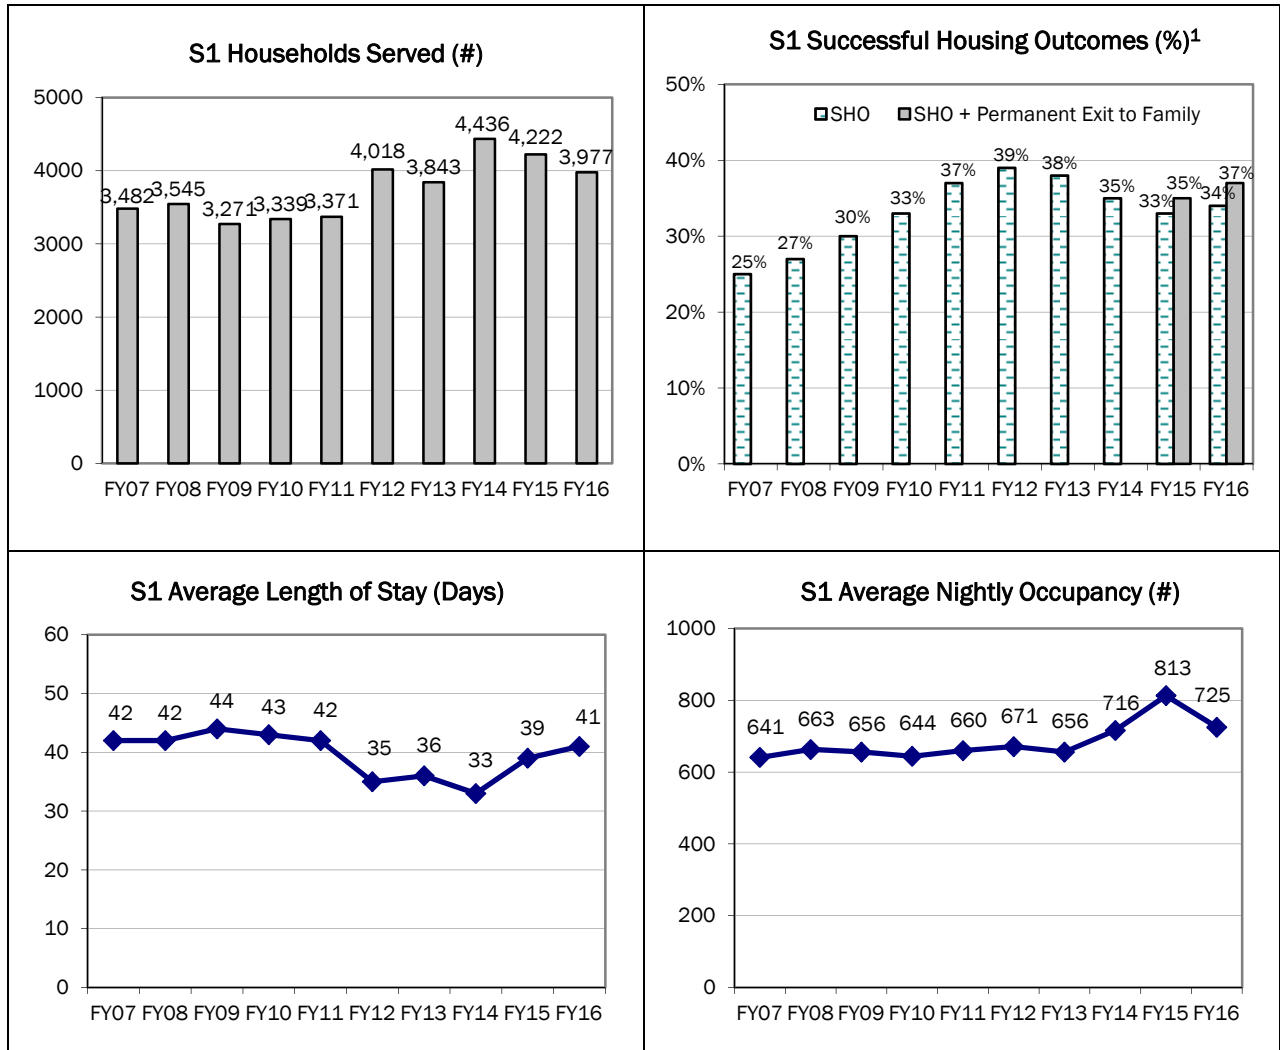 S1 Households Served (#)
5000
4000
3000
2000
1000
0
3,482 3,545 3,271 3,339 3,371 4,018 3,843 4,436 4,222 3,977
FY07 FY08 FY09 FY10 FY11 FY12 FY13 FY14 FY15 FY16
S1 Successful Housing Outcomes (%)¹
SHO SHO + Permanent Exit to Family
50%
40%
30%
20%
10%
0%
25% 27% 30% 33% 37% 39% 38% 35% 33% 35% 34% 37%
FY07 FY08 FY09 FY10 FY11 FY12 FY13 FY14 FY15 FY16
S1 Average Length of Stay (Days)
60
50
40
30
20
10
0
42 42 44 43 42 35 36 33 39 41
FY07 FY08 FY09 FY10 FY11 FY12 FY13 FY14 FY15 FY16
S1 Average Nightly Occupancy (#)
1000
800
600
400
200
0
641 663 656 644 660 671 656 716 813 725
FY07 FY08 FY09 FY10 FY11 FY12 FY13 FY14 FY15 FY16